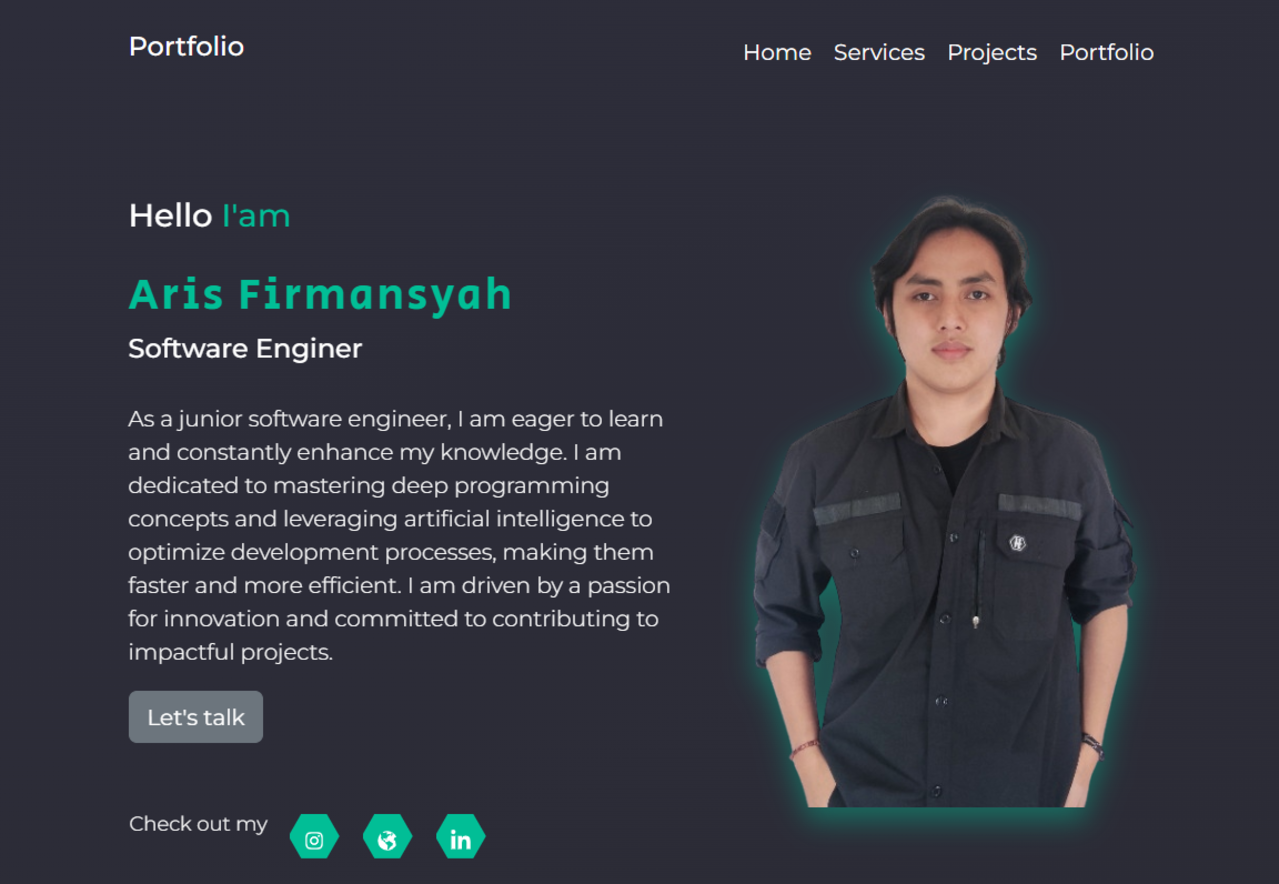 Portfolio
Home Services Projects Portfolio
Hello I'am
Aris Firmansyah
Software Enginer
As a junior software engineer, I am eager to learn
and constantly enhance my knowledge. I am
dedicated to mastering deep programming
concepts and leveraging artificial intelligence to
optimize development processes, making them
faster and more efficient. I am driven by a passion
for innovation and committed to contributing to
impactful projects.
Let's talk
Check out my
in